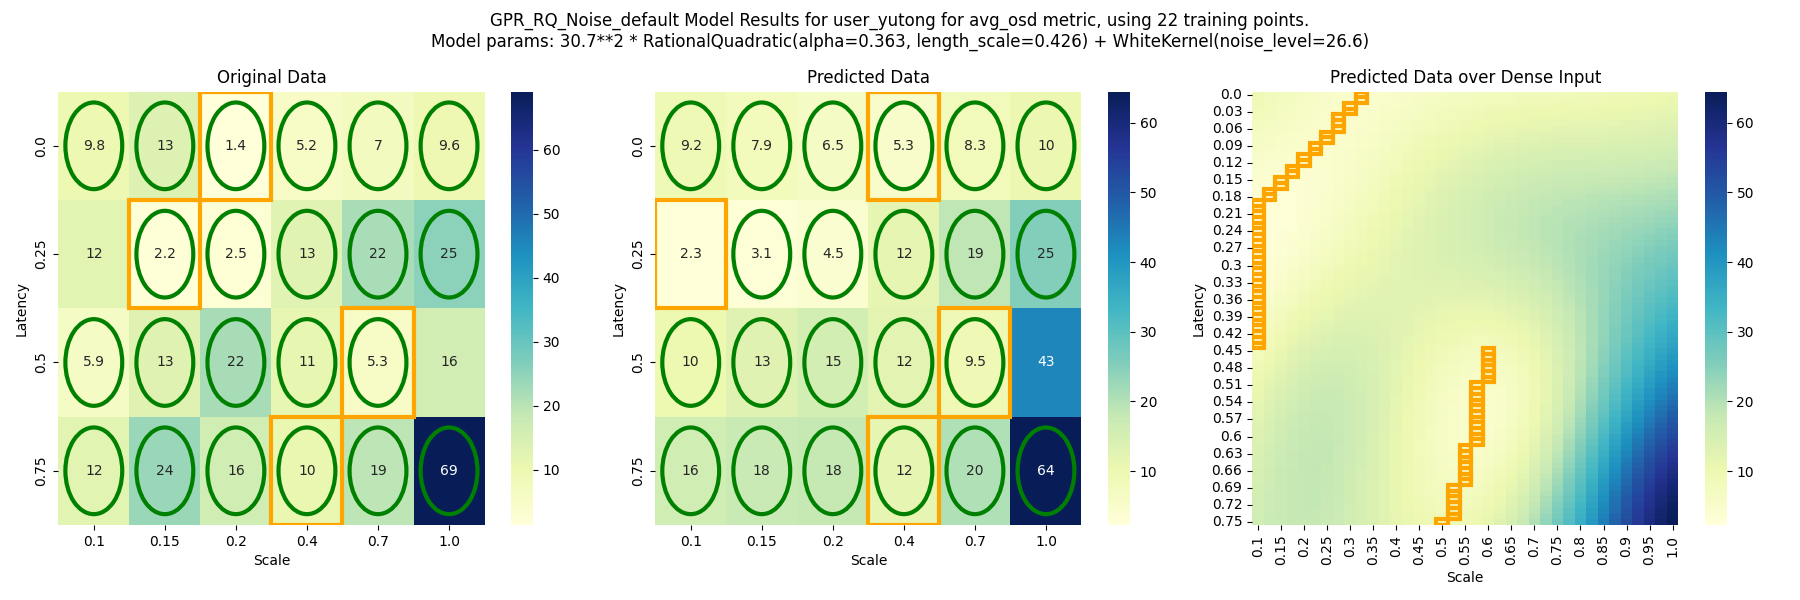 GPR_RQ_Noise_default Model Results for user_yutong for avg_osd metric, using 22 training points.
Model params: 30.7**2 * RationalQuadratic(alpha=0.363, length_scale=0.426) + WhiteKernel(noise_level=26.6)
Original Data
0.0 9.8 13 1.4 5.2 7 9.6
0.25 12 2.2 2.5 13 22 25
0.5 5.9 13 22 11 5.3 16
0.75 12 24 16 10 19 69
Latency
0.1 0.15 0.2 0.4 0.7 1.0
Scale
60
50
40
30
20
10
Predicted Data
0.0 9.2 7.9 6.5 5.3 8.3 10
0.25 2.3 3.1 4.5 12 19 25
0.5 10 13 15 12 9.5 43
0.75 16 18 18 12 20 64
Latency
0.1 0.15 0.2 0.4 0.7 1.0
Scale
60
50
40
30
20
10
Predicted Data over Dense Input
0.0
0.03
0.06
0.09
0.12
0.15
0.18
0.21
0.24
0.27
0.3
0.33
0.36
0.39
0.42
0.45
0.48
0.51
0.54
0.57
0.6
0.63
0.66
0.69
0.72
0.75
Latency
0.1 0.15 0.2 0.25 0.3 0.35 0.4 0.45 0.5 0.55 0.6 0.65 0.7 0.75 0.8 0.85 0.9 0.95 1.0
Scale
60
50
40
30
20
10